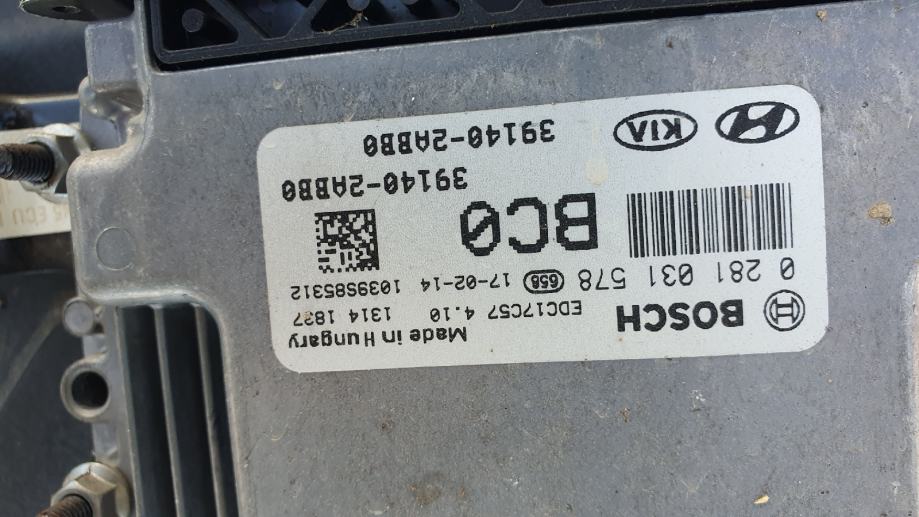 BOSCH EDC17C57 4.10 Made in Hungary
1314 1837
0 281 031 578 658 17-02-14 1039S85312
BC0
39140-2ABB0
KIA 39140-2ABB0
ECU